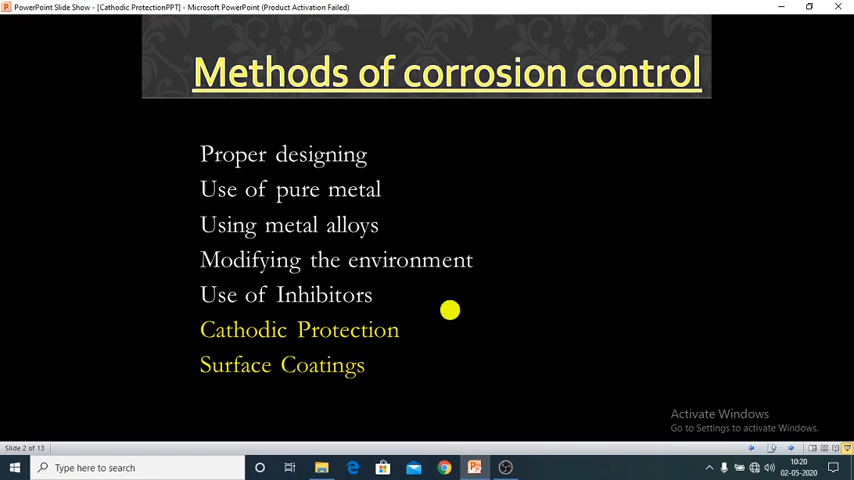 PowerPoint Slide Show - [Cathodic ProtectionPPT] - Microsoft PowerPoint (Product Activation Failed)
Methods of corrosion control
Proper designing
Use of pure metal
Using metal alloys
Modifying the environment
Use of Inhibitors
Cathodic Protection
Surface Coatings
Activate Windows
Go to Settings to activate Windows.
Slide 2 of 13
Type here to search
10:20
02-05-2020